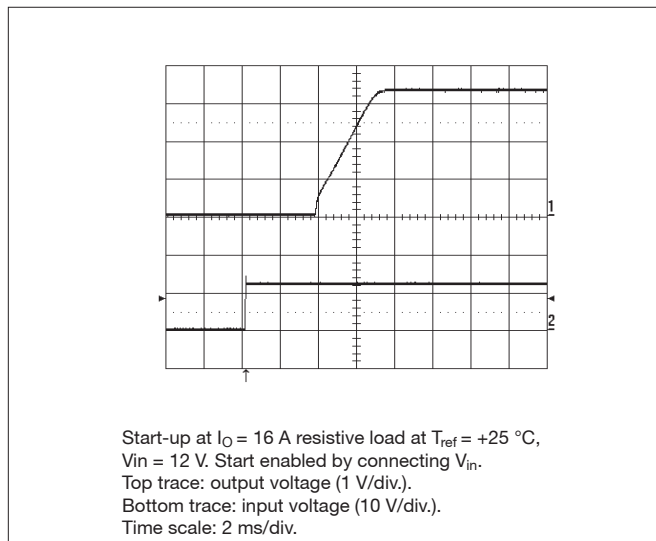 1
2
Start-up at IO = 16 A resistive load at Tref = +25 °C,
Vin = 12 V. Start enabled by connecting Vin.
Top trace: output voltage (1 V/div.).
Bottom trace: input voltage (10 V/div.).
Time scale: 2 ms/div.